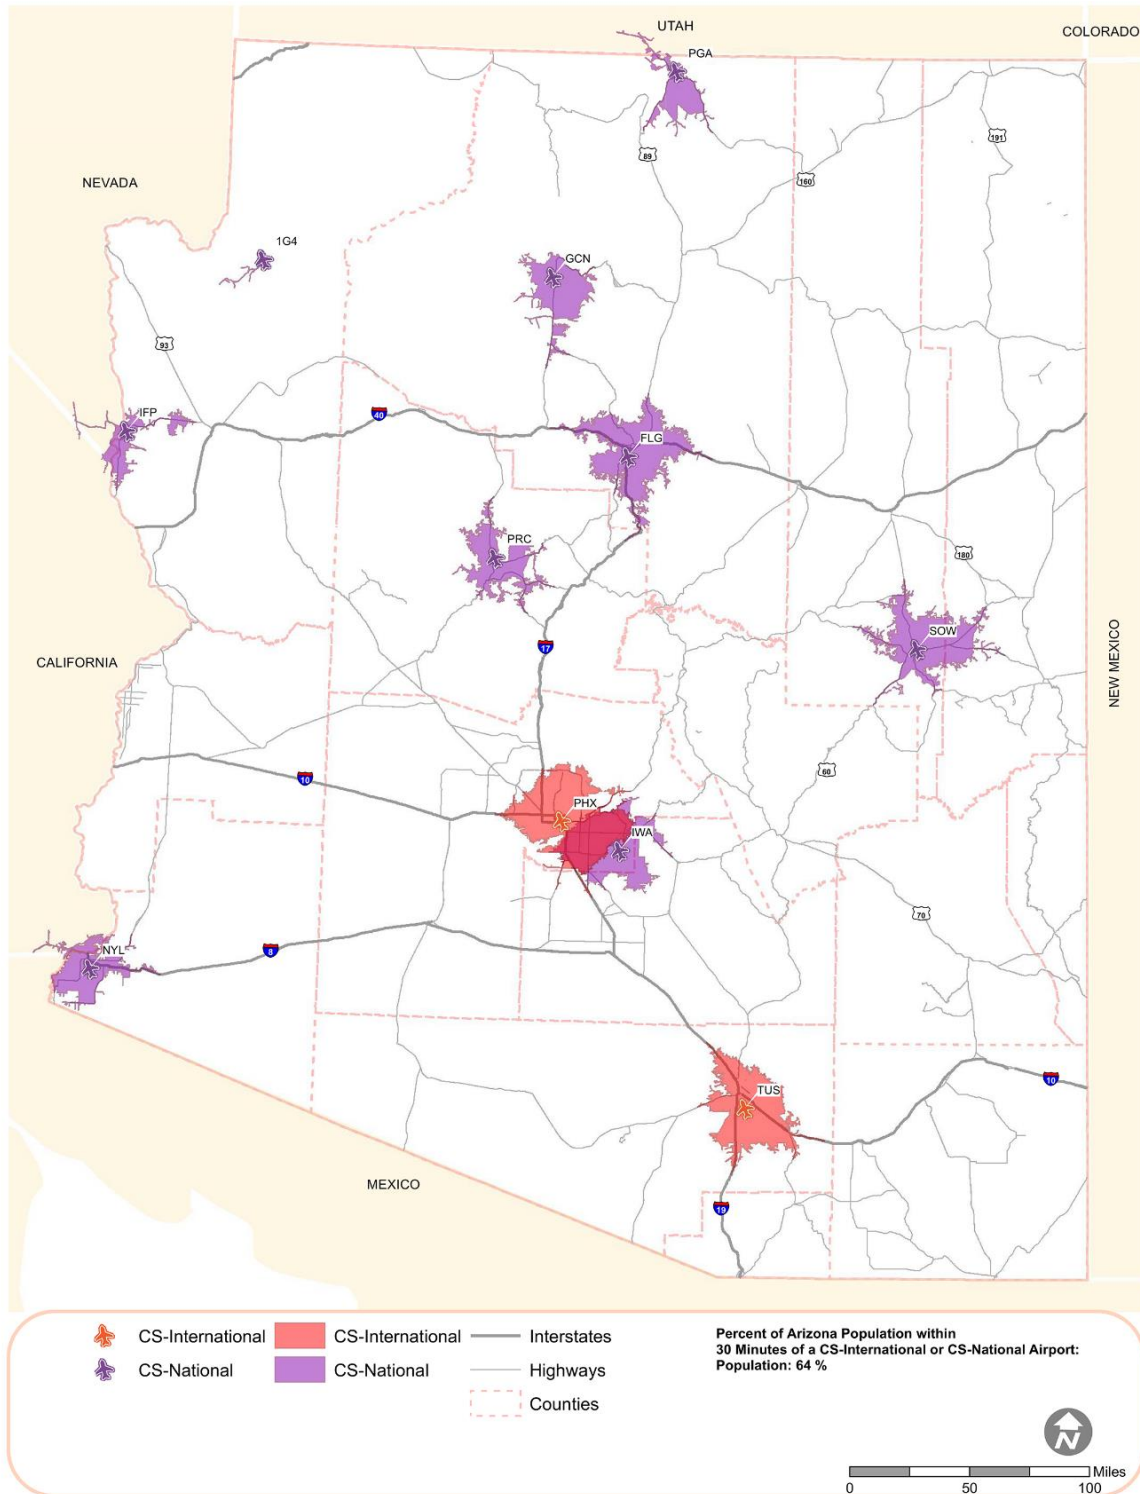 UTAH
COLORADO
PGA
191
89
160
NEVADA
1G4
GCN
93
IFP
40
FLG
PRC
180
SOW
17
CALIFORNIA
NEW MEXICO
60
10
PHX
IWA
70
NYL
8
10
TUS
MEXICO
19
CS-International
CS-International
Interstates
CS-National
CS-National
Highways
Counties
Percent of Arizona Population within
30 Minutes of a CS-International or CS-National Airport:
Population: 64 %
N
Miles
0
50
100